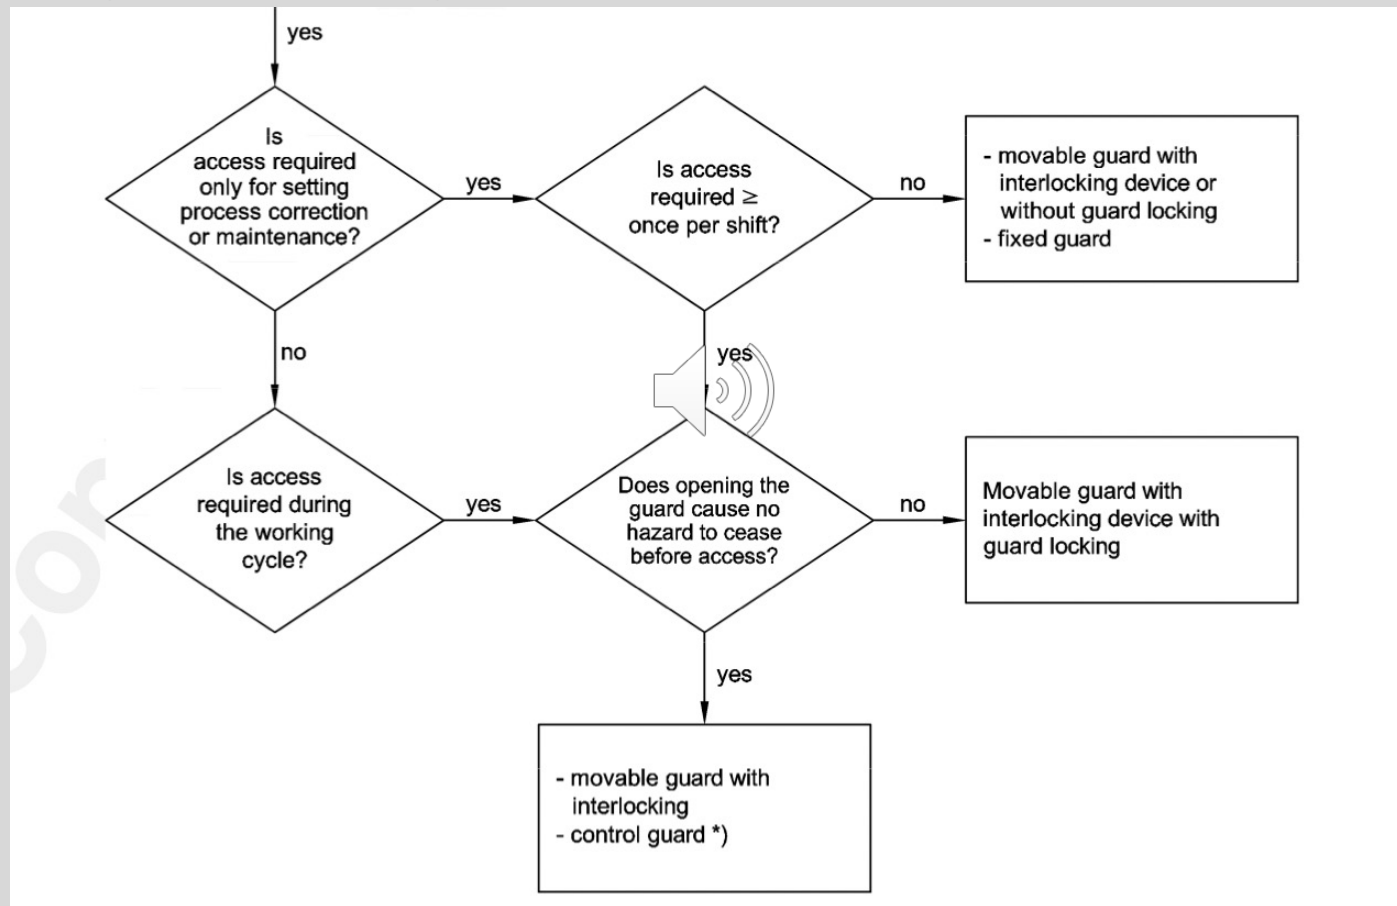 yes
Is
access required
only for setting
process correction
or maintenance?
yes
Is access
required ≥
once per shift?
no
- movable guard with
interlocking device or
without guard locking
- fixed guard
no
yes
Is access
required during
the working
cycle?
yes
Does opening the
guard cause no
hazard to cease
before access?
no
Movable guard with
interlocking device with
guard locking
yes
- movable guard with
interlocking
- control guard *)